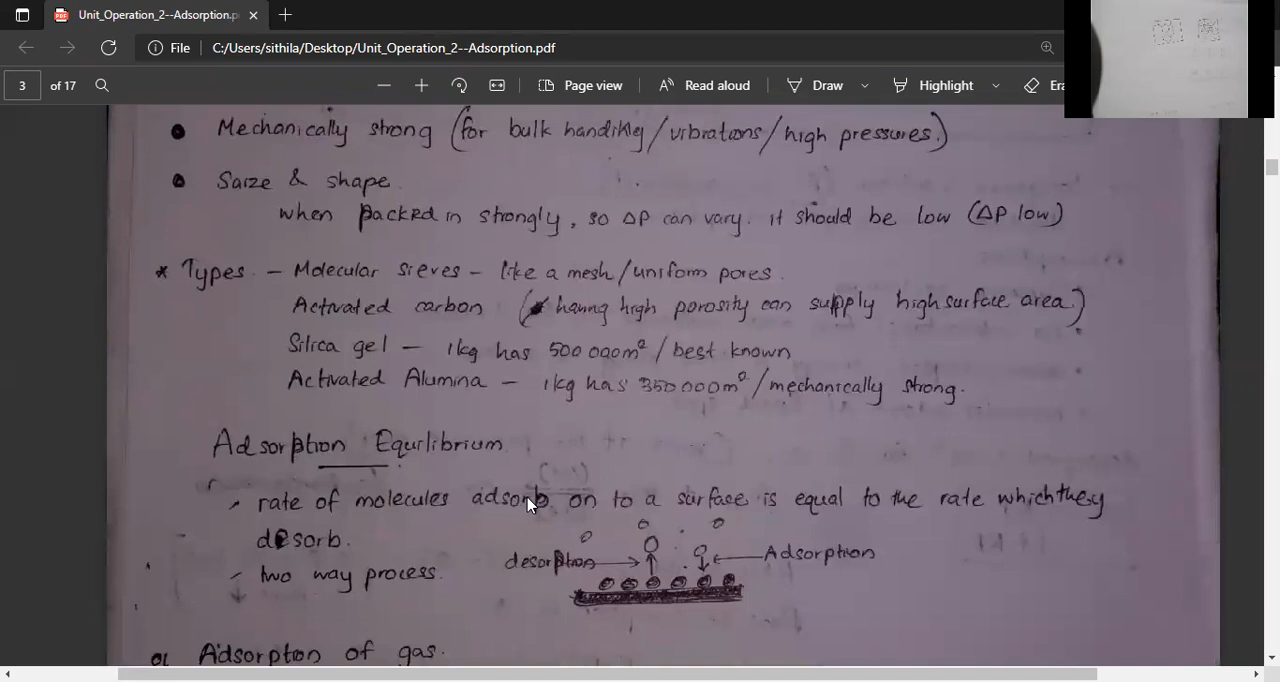 Unit_Operation_2--Adsorption.p
File
C:/Users/sithila/Desktop/Unit_Operation_2--Adsorption.pdf
3 of 17
Page view
Read aloud
Draw
Highlight
Era
• Mechanically strong (for bulk handikly/vibrations/high pressures.)
• Saize & shape.
when packed in strongly, so ΔP can vary. it should be low (ΔP low)
* Types - Molecular sieves - like a mesh/uniform pores.
Activated carbon (having high porosity can supply high surface area)
Silica gel - 1kg has 500 000m²/best known
Activated Alumina - 1kg has 350000m²/mechanically strong.
Adsorption Equilibrium
rate of molecules adsorb on to a surface is equal to the rate which they
desorb.
desorption
Adsorption
two way process.
Adsorption of gas.